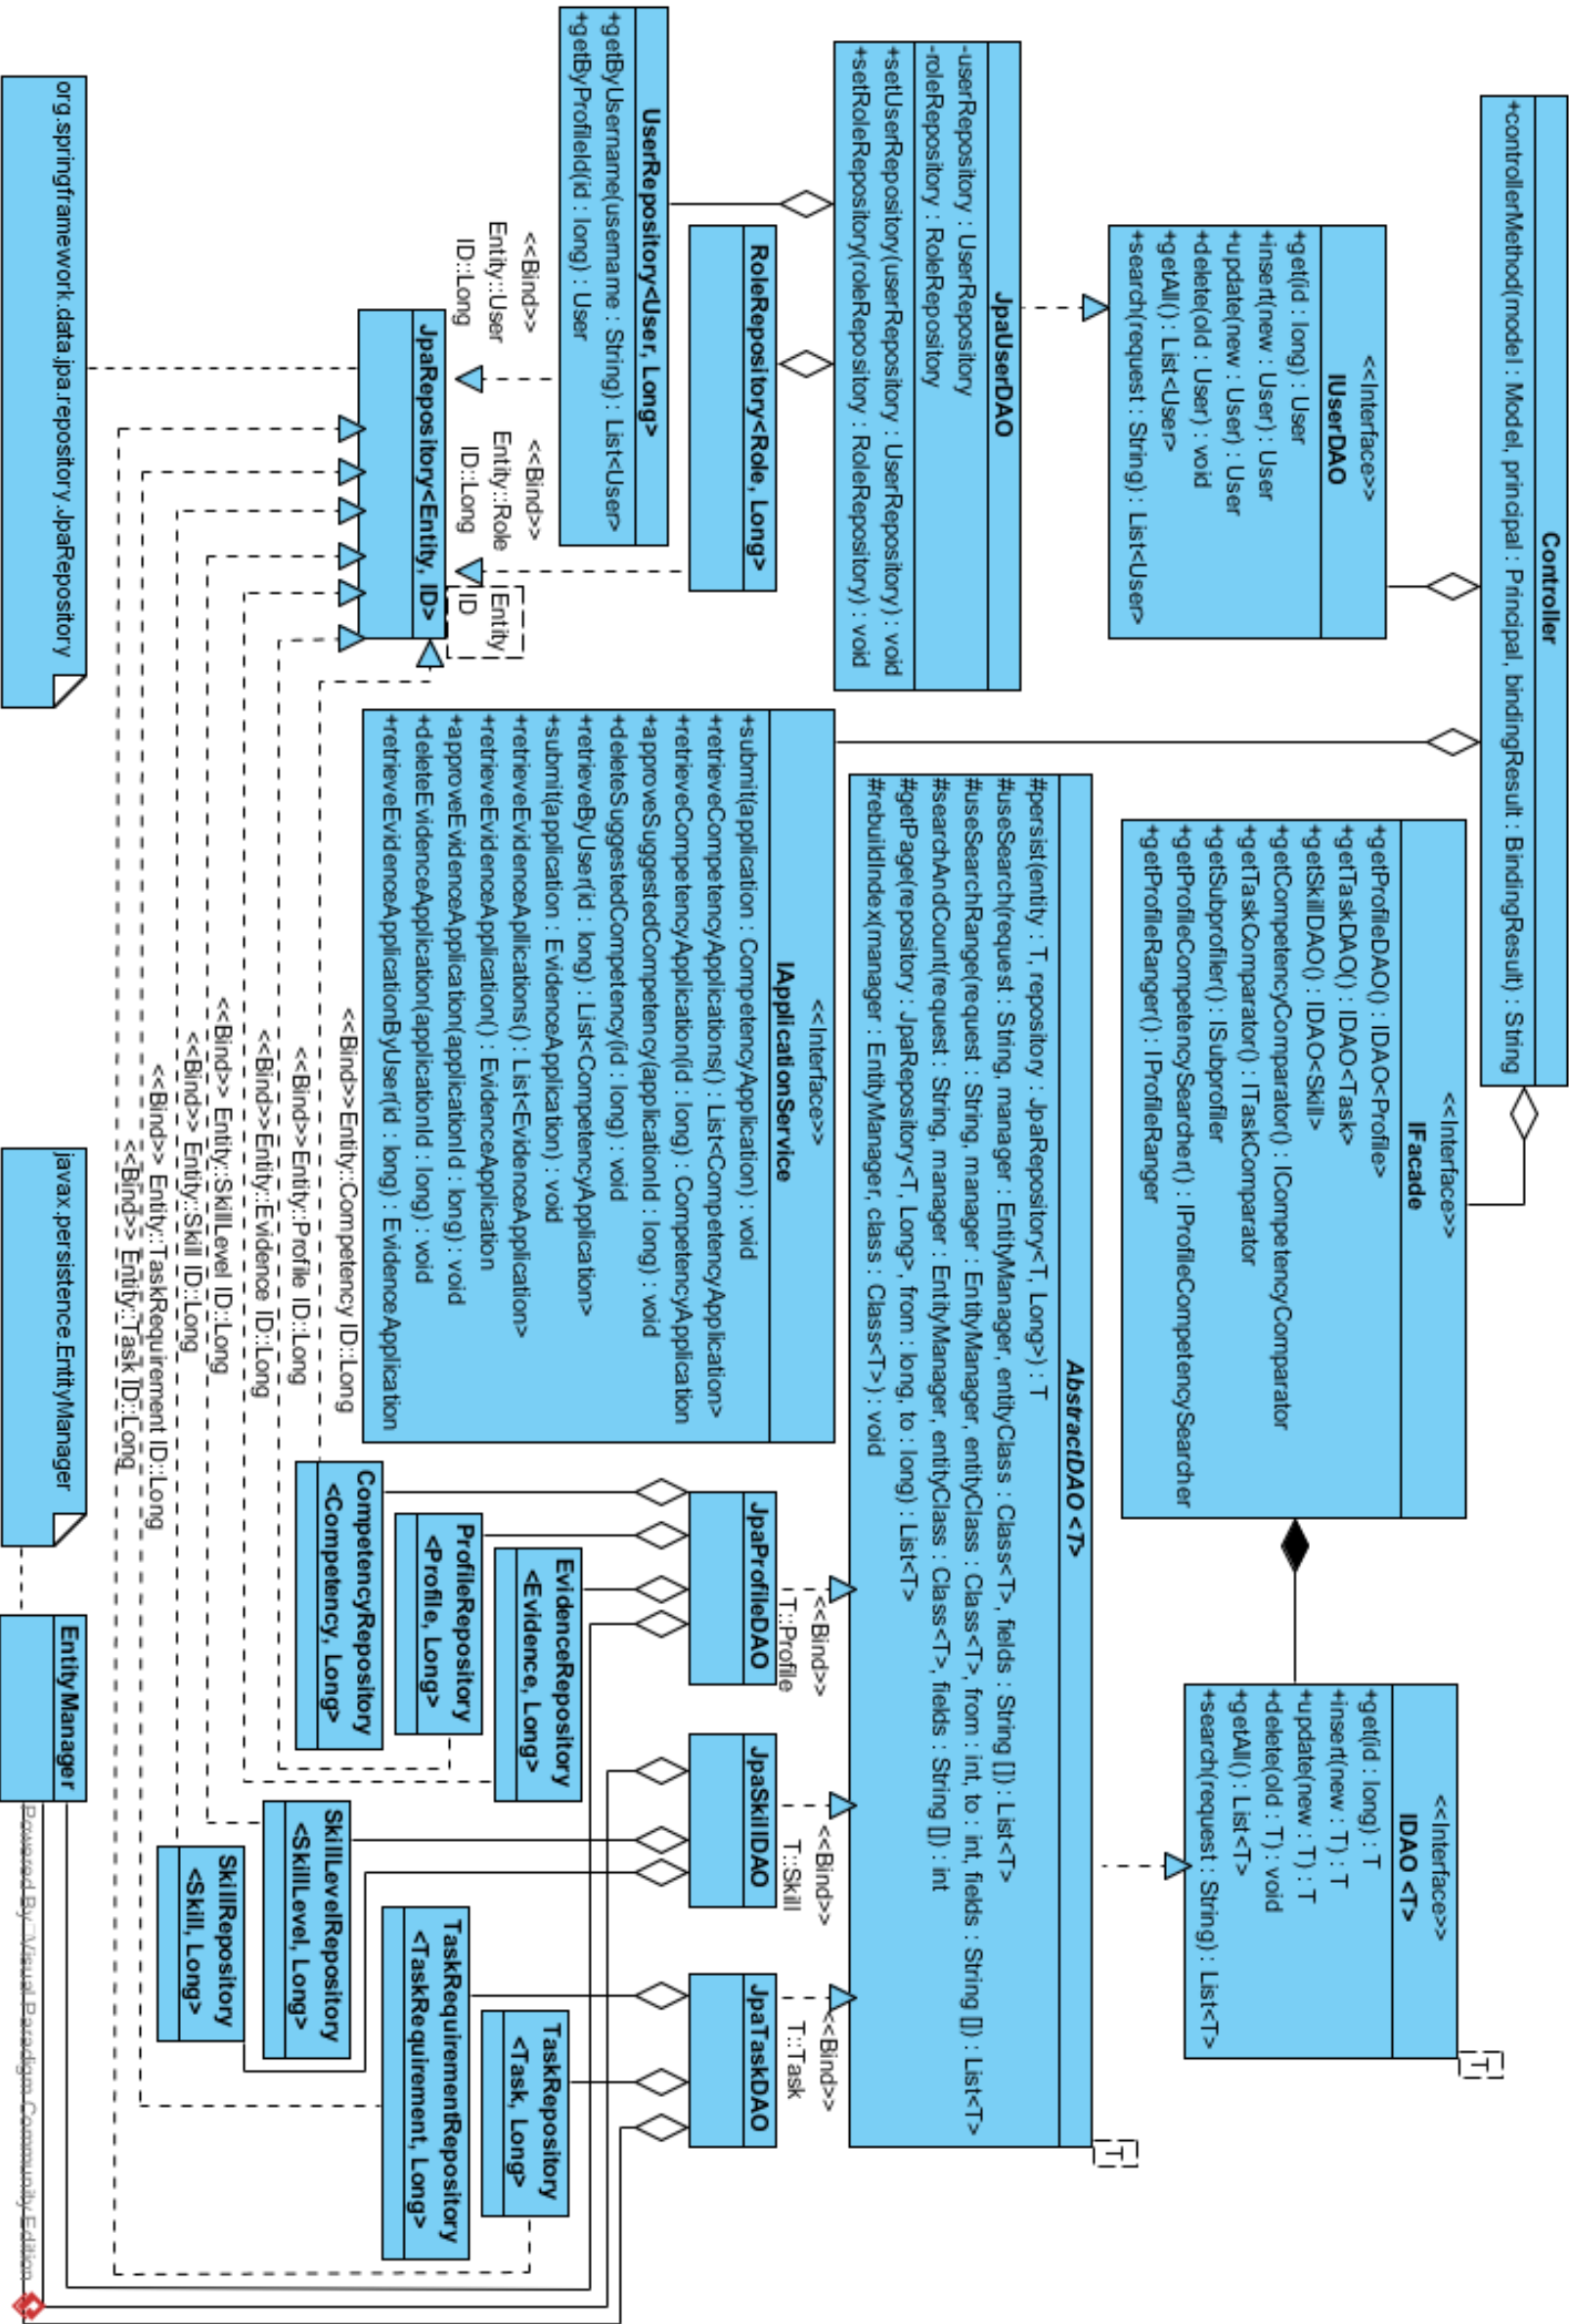 Controller
+controllerMethod(model : Model, principal : Principal, bindingResult : BindingResult) : String
<<Interface>>
IUserDAO
+get(id : long) : User
+insert(new : User) : User
+update(new : User) : User
+delete(old : User) : void
+getAll() : List<User>
+search(request : String) : List<User>
<<Interface>>
IFacade
+getProfileDAO() : IDAO<Profile>
+getTaskDAO() : IDAO<Task>
+getSkillDAO() : IDAO<Skill>
+getCompetencyComparator() : ICompetencyComparator
+getTaskComparator() : ITaskComparator
+getSubprofiler() : ISubprofiler
+getProfileCompetencySearcher() : IProfileCompetencySearcher
+getProfileRanger() : IProfileRanger
<<Interface>>
IDAO <T>
T
+get(id : long) : T
+insert(new : T) : T
+update(new : T) : T
+delete(old : T) : void
+getAll() : List<T>
+search(request : String) : List<T>
JpaUserDAO
-userRepository : UserRepository
-roleRepository : RoleRepository
+setUserRepository(userRepository : UserRepository) : void
+setRoleRepository(roleRepository : RoleRepository) : void
AbstractDAO <T>
T
#persist(entity : T, repository : JpaRepository<T, Long>) : T
#useSearch(request : String, manager : EntityManager, entityClass : Class<T>, fields : String []) : List<T>
#useSearchRange(request : String, manager : EntityManager, entityClass : Class<T>, from : int, to : int, fields : String []) : List<T>
#searchAndCount(request : String, manager : EntityManager, entityClass : Class<T>, fields : String []) : int
#getPage(repository : JpaRepository<T, Long>, from : long, to : long) : List<T>
#rebuildIndex(manager : EntityManager, class : Class<T>) : void
RoleRepository<Role, Long>
UserRepository<User, Long>
+getByUsername(username : String) : List<User>
+getByProfileId(id : long) : User
<<Interface>>
IApplicationService
+submit(application : CompetencyApplication) : void
+retrieveCompetencyApplications() : List<CompetencyApplication>
+retrieveCompetencyApplication(id : long) : CompetencyApplication
+approveSuggestedCompetency(applicationId : long) : void
+deleteSuggestedCompetency(id : long) : void
+retrieveByUser(id : long) : List<CompetencyApplication>
+submit(application : EvidenceApplication) : void
+retrieveEvidenceApllications() : List<EvidenceApplication>
+retrieveEvidenceApplication() : EvidenceApplication
+approveEvidenceApplication(applicationId : long) : void
+deleteEvidenceApplication(applicationId : long) : void
+retrieveEvidenceApplicationByUser(id : long) : EvidenceApplication
<<Bind>>
T::Profile
<<Bind>>
T::Skill
<<Bind>>
T::Task
JpaProfileDAO
JpaSkillDAO
JpaTaskDAO
EvidenceRepository
<Evidence, Long>
ProfileRepository
<Profile, Long>
CompetencyRepository
<Competency, Long>
TaskRepository
<Task, Long>
TaskRequirementRepository
<TaskRequirement, Long>
SkillLevelRepository
<SkillLevel, Long>
SkillRepository
<Skill, Long>
<<Bind>>
Entity::User
ID::Long
<<Bind>>
Entity::Role
ID::Long
Entity
ID
JpaRepository<Entity, ID>
<<Bind>>Entity::Competency ID::Long
<<Bind>>Entity::Profile ID::Long
<<Bind>>Entity::Evidence ID::Long
<<Bind>> Entity::SkillLevel ID::Long
<<Bind>> Entity::Skill ID::Long
<<Bind>> Entity::TaskRequirement ID::Long
<<Bind>> Entity::Task ID::Long
org.springframework.data.jpa.repository.JpaRepository
javax.persistence.EntityManager
EntityManager
Powered By: Visual Paradigm Community Edition